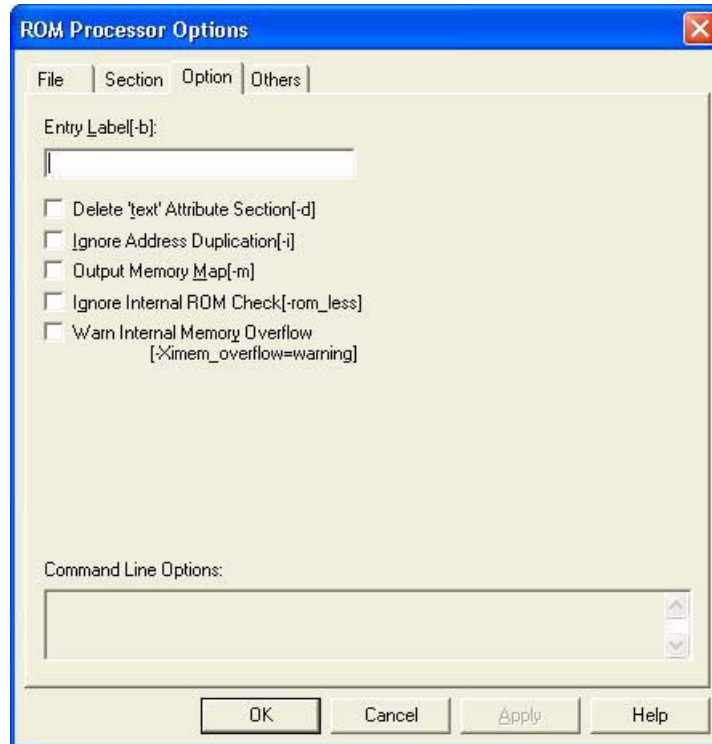 ROM Processor Options
File Section Option Others
Entry Label[-b]:
Delete 'text' Attribute Section[-d]
Ignore Address Duplication[-i]
Output Memory Map[-m]
Ignore Internal ROM Check[-rom_less]
Warn Internal Memory Overflow
[-Ximem_overflow=warning]
Command Line Options:
OK Cancel Apply Help